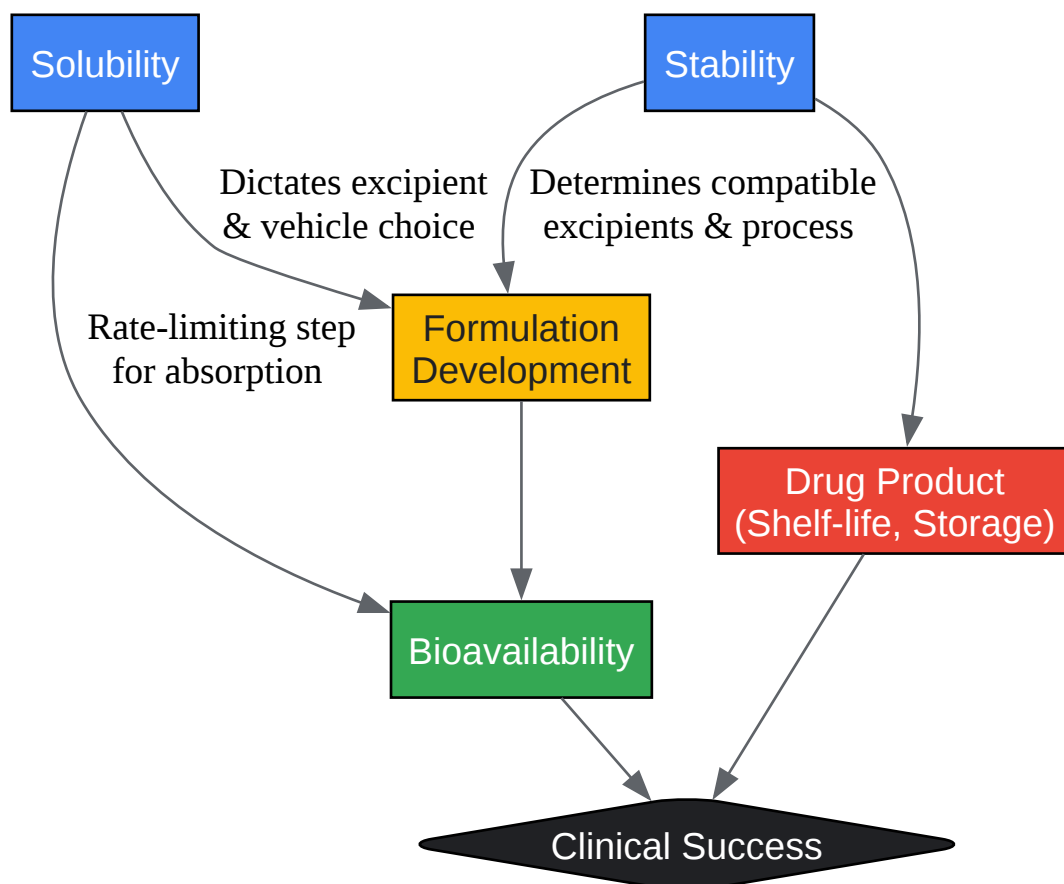 Solubility
Stability
Dictates excipient
& vehicle choice
Determines compatible
excipients & process
Rate-limiting step
for absorption
Formulation
Development
Drug Product
(Shelf-life, Storage)
Bioavailability
Clinical Success